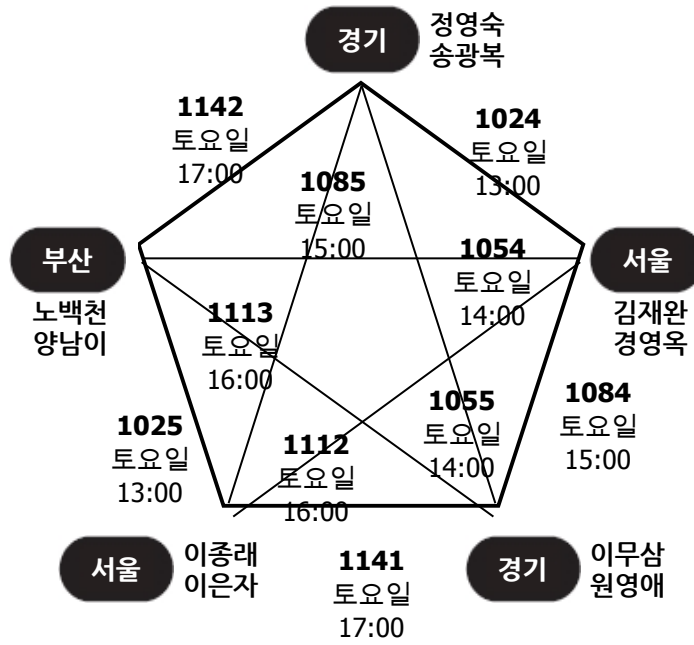 경기
정영숙
송광복
1142
토요일
17:00
1024
토요일
13:00
1085
토요일
15:00
부산
노백천
양남이
1054
토요일
14:00
서울
김재완
경영옥
1113
토요일
16:00
1025
토요일
13:00
1112
토요일
16:00
1055
토요일
14:00
1084
토요일
15:00
서울
이종래
이은자
1141
토요일
17:00
경기
이무삼
원영애